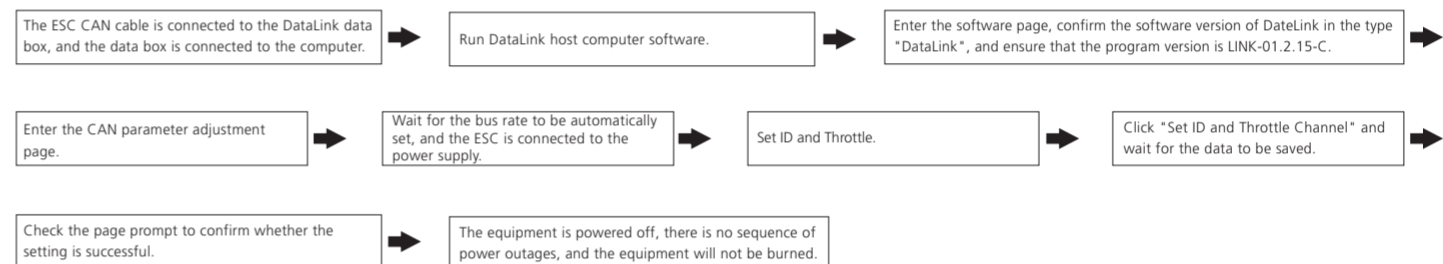 The ESC CAN cable is connected to the DataLink data
box, and the data box is connected to the computer.
Run DataLink host computer software.
Enter the software page, confirm the software version of DateLink in the type
"DataLink", and ensure that the program version is LINK-01.2.15-C.
Enter the CAN parameter adjustment
page.
Wait for the bus rate to be automatically
set, and the ESC is connected to the
power supply.
Set ID and Throttle.
Click "Set ID and Throttle Channel" and
wait for the data to be saved.
Check the page prompt to confirm whether the
setting is successful.
The equipment is powered off, there is no sequence of
power outages, and the equipment will not be burned.